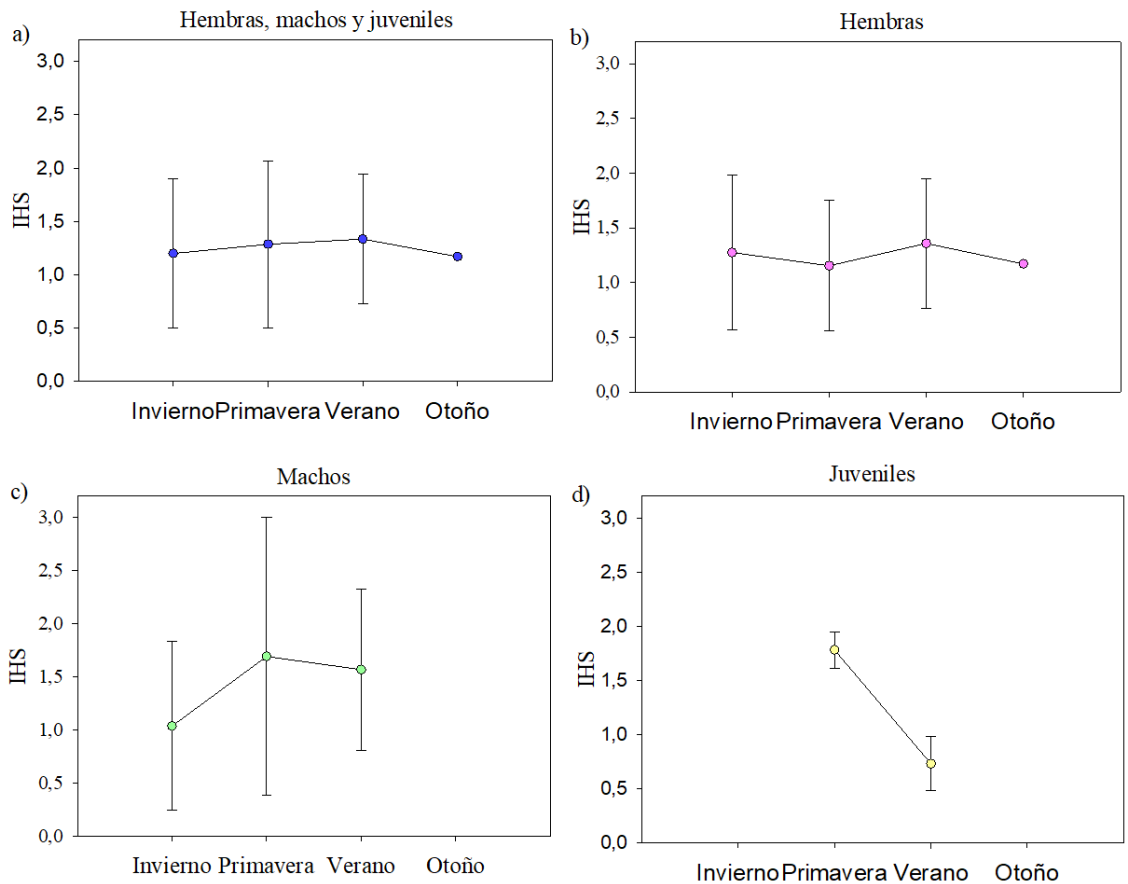 a)
Hembras, machos y juveniles
IHS
3,0
2,5
2,0
1,5
1,0
0,5
0,0
Invierno Primavera Verano Otoño
b)
Hembras
IHS
3,0
2,5
2,0
1,5
1,0
0,5
0,0
Invierno Primavera Verano Otoño
c)
Machos
IHS
3,0
2,5
2,0
1,5
1,0
0,5
0,0
Invierno Primavera Verano Otoño
d)
Juveniles
IHS
3,0
2,5
2,0
1,5
1,0
0,5
0,0
Invierno Primavera Verano Otoño